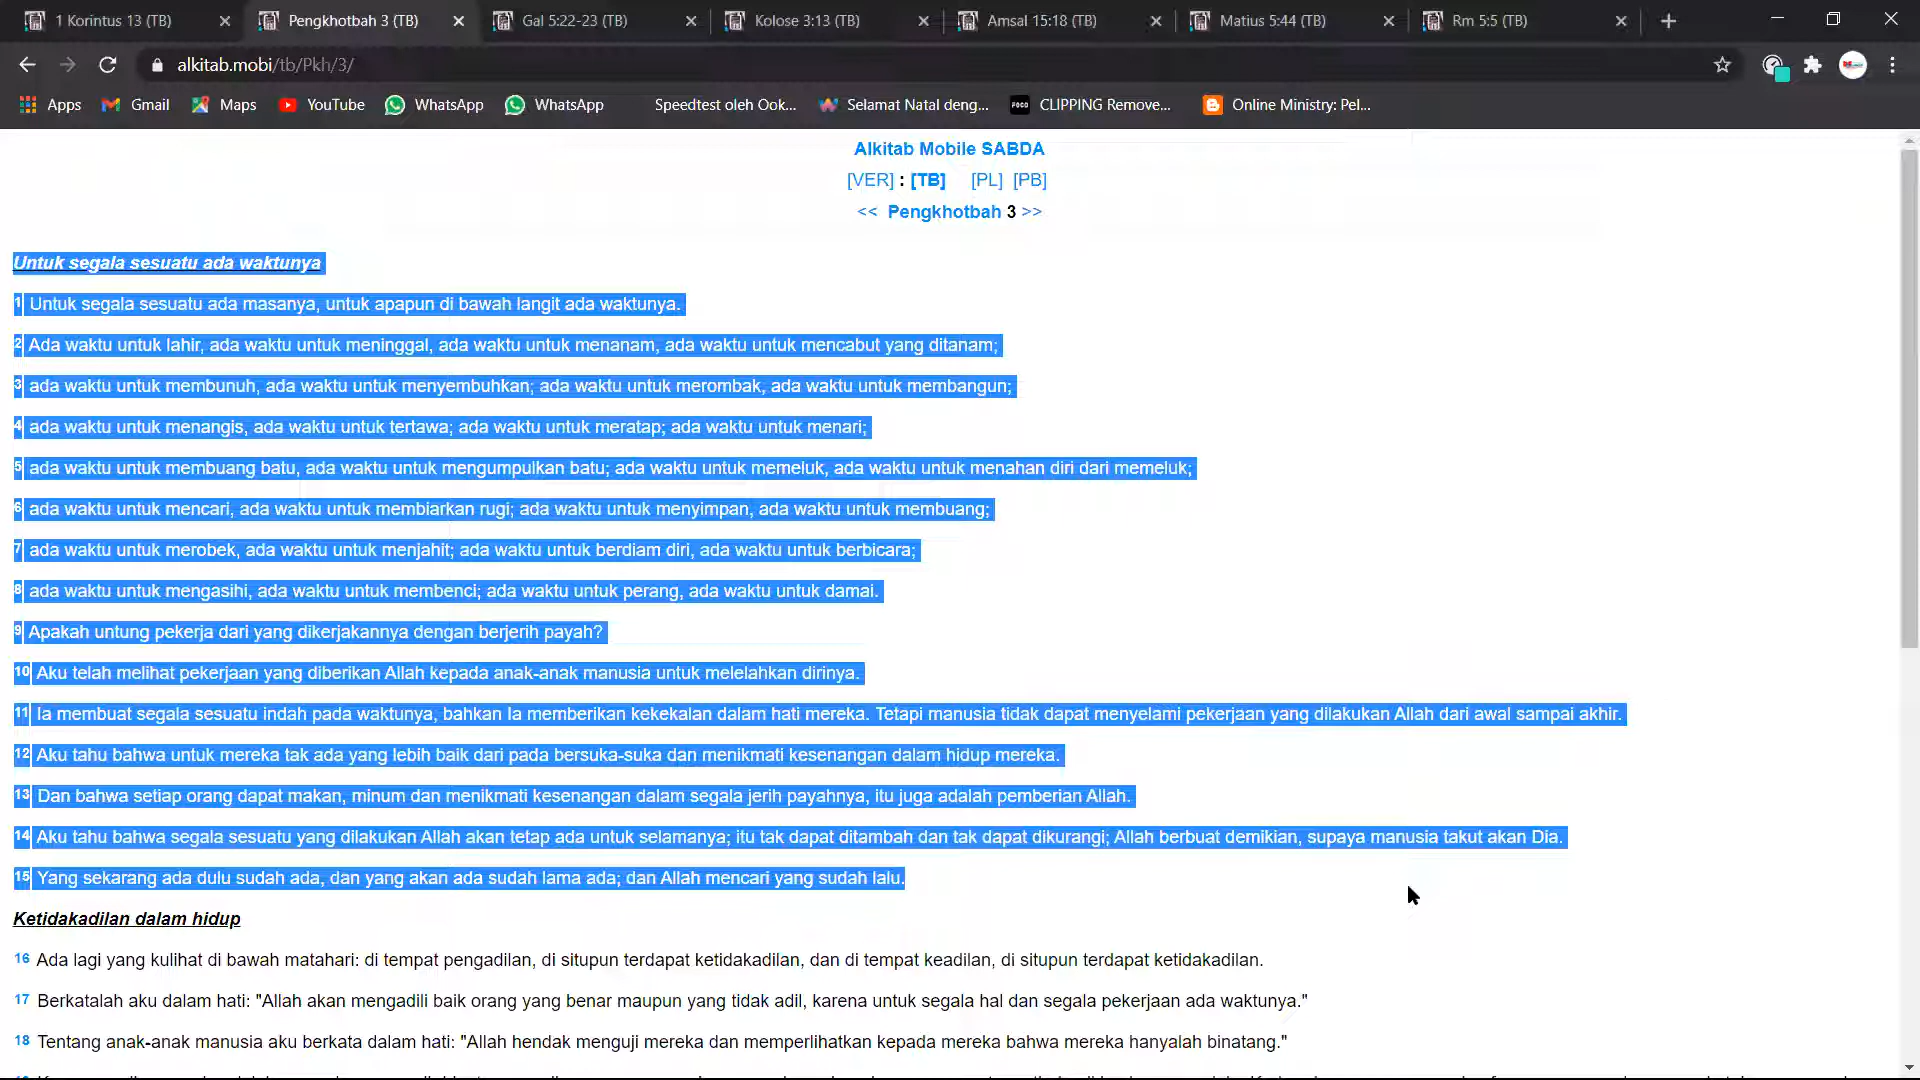 1 Korintus 13 (TB)
Pengkhotbah 3 (TB)
Gal 5:22-23 (TB)
Kolose 3:13 (TB)
Amsal 15:18 (TB)
Matius 5:44 (TB)
Rm 5:5 (TB)
alkitab.mobi/tb/Pkh/3/
Apps
Gmail
Maps
YouTube
WhatsApp
WhatsApp
Speedtest oleh Ook...
Selamat Natal deng...
CLIPPING Remove...
Online Ministry: Pel...
Alkitab Mobile SABDA
[VER] : [TB] [PL] [PB]
<< Pengkhotbah 3 >>
Untuk segala sesuatu ada waktunya
1 Untuk segala sesuatu ada masanya, untuk apapun di bawah langit ada waktunya.
2 Ada waktu untuk lahir, ada waktu untuk meninggal, ada waktu untuk menanam, ada waktu untuk mencabut yang ditanam;
3 ada waktu untuk membunuh, ada waktu untuk menyembuhkan; ada waktu untuk merombak, ada waktu untuk membangun;
4 ada waktu untuk menangis, ada waktu untuk tertawa; ada waktu untuk meratap; ada waktu untuk menari;
5 ada waktu untuk membuang batu, ada waktu untuk mengumpulkan batu; ada waktu untuk memeluk, ada waktu untuk menahan diri dari memeluk;
6 ada waktu untuk mencari, ada waktu untuk membiarkan rugi; ada waktu untuk menyimpan, ada waktu untuk membuang;
7 ada waktu untuk merobek, ada waktu untuk menjahit; ada waktu untuk berdiam diri, ada waktu untuk berbicara;
8 ada waktu untuk mengasihi, ada waktu untuk membenci; ada waktu untuk perang, ada waktu untuk damai.
9 Apakah untung pekerja dari yang dikerjakannya dengan berjerih payah?
10 Aku telah melihat pekerjaan yang diberikan Allah kepada anak-anak manusia untuk melelahkan dirinya.
11 Ia membuat segala sesuatu indah pada waktunya, bahkan Ia memberikan kekekalan dalam hati mereka. Tetapi manusia tidak dapat menyelami pekerjaan yang dilakukan Allah dari awal sampai akhir.
12 Aku tahu bahwa untuk mereka tak ada yang lebih baik dari pada bersuka-suka dan menikmati kesenangan dalam hidup mereka.
13 Dan bahwa setiap orang dapat makan, minum dan menikmati kesenangan dalam segala jerih payahnya, itu juga adalah pemberian Allah.
14 Aku tahu bahwa segala sesuatu yang dilakukan Allah akan tetap ada untuk selamanya; itu tak dapat ditambah dan tak dapat dikurangi; Allah berbuat demikian, supaya manusia takut akan Dia.
15 Yang sekarang ada dulu sudah ada, dan yang akan ada sudah lama ada; dan Allah mencari yang sudah lalu.
Ketidakadilan dalam hidup
16 Ada lagi yang kulihat di bawah matahari: di tempat pengadilan, di situpun terdapat ketidakadilan, dan di tempat keadilan, di situpun terdapat ketidakadilan.
17 Berkatalah aku dalam hati: "Allah akan mengadili baik orang yang benar maupun yang tidak adil, karena untuk segala hal dan segala pekerjaan ada waktunya."
18 Tentang anak-anak manusia aku berkata dalam hati: "Allah hendak menguji mereka dan memperlihatkan kepada mereka bahwa mereka hanyalah binatang."